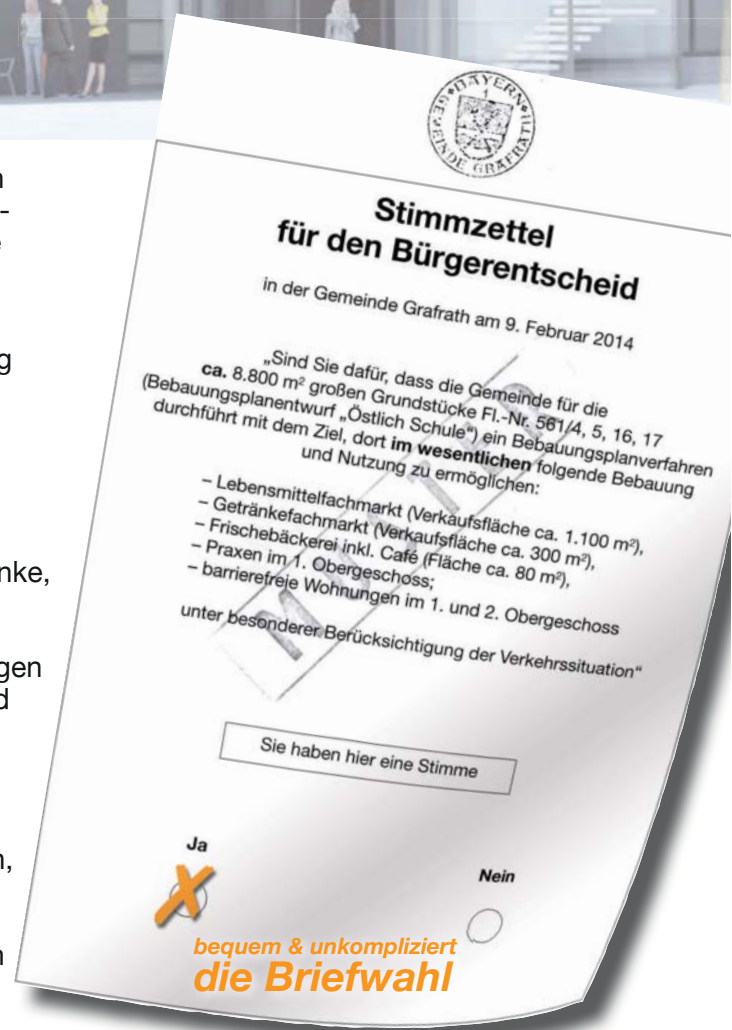 BAYERN
GEMEINDE GRAFRATH
Stimmzettel
für den Bürgerentscheid
in der Gemeinde Grafrath am 9. Februar 2014
„Sind Sie dafür, dass die Gemeinde für die
ca. 8.800 m² großen Grundstücke Fl.-Nr. 561/4, 5, 16, 17
(Bebauungsplanentwurf „Östlich Schule“) ein Bebauungsplanverfahren
durchführt mit dem Ziel, dort im wesentlichen folgende Bebauung
und Nutzung zu ermöglichen:
– Lebensmittelfachmarkt (Verkaufsfläche ca. 1.100 m²),
– Getränkefachmarkt (Verkaufsfläche ca. 300 m²),
– Frischebäckerei inkl. Café (Fläche ca. 80 m²),
– Praxen im 1. Obergeschoss;
– barrierefreie Wohnungen im 1. und 2. Obergeschoss
unter besonderer Berücksichtigung der Verkehrssituation“
MUSTER
Sie haben hier eine Stimme
Ja
Nein
bequem & unkompliziert
die Briefwahl